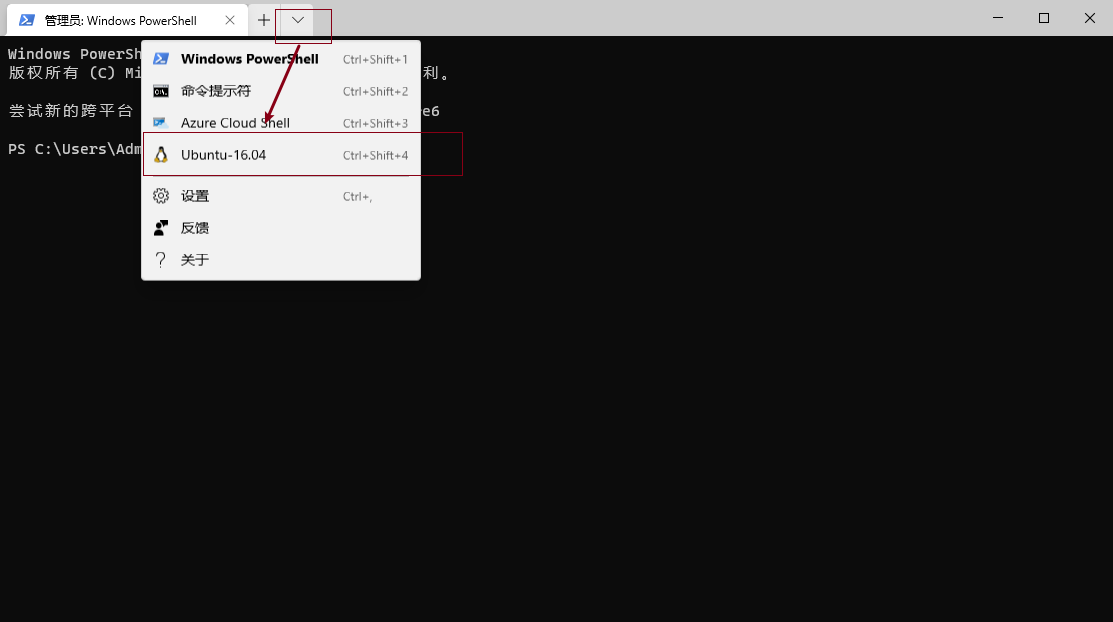 管理员: Windows PowerShell
Windows PowerSh
版权所有 (C) Mi
利。
尝试新的跨平台
e6
PS C:\Users\Adm
Windows PowerShell Ctrl+Shift+1
命令提示符 Ctrl+Shift+2
Azure Cloud Shell Ctrl+Shift+3
Ubuntu-16.04 Ctrl+Shift+4
设置 Ctrl+,
反馈
关于